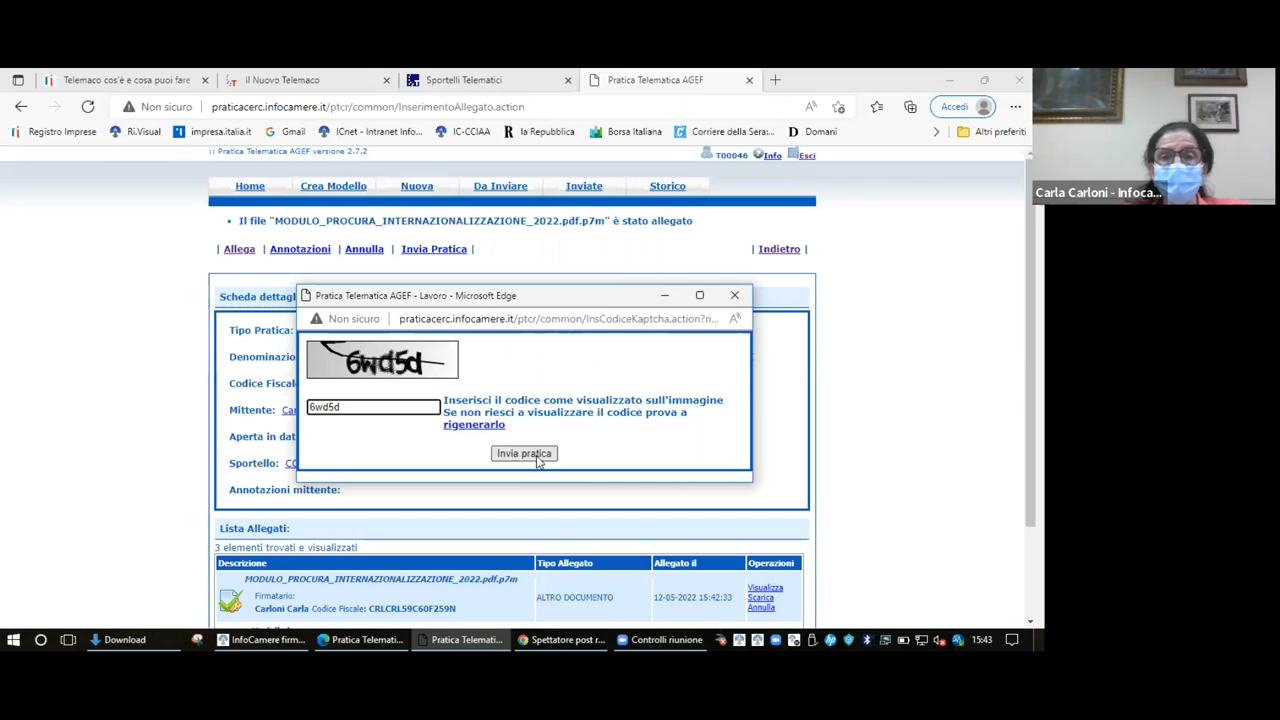 Telemaco cos'è e cosa puoi fare
il Nuovo Telemaco
Sportelli Telematici
Pratica Telematica AGEF
Non sicuro
praticacerc.infocamere.it/ptcr/common/InserimentoAllegato.action
Accedi
Registro Imprese
Ri.Visual
impresa.italia.it
Gmail
ICnet - Intranet Info...
IC-CCIAA
la Repubblica
Borsa Italiana
Corriere della Sera:...
Domani
Altri preferiti
:: Pratica Telematica AGEF versione 2.7.2
T00046 Info Esci
Carla Carloni - Infoca...
Home
Crea Modello
Nuova
Da Inviare
Inviate
Storico
• Il file "MODULO_PROCURA_INTERNAZIONALIZZAZIONE_2022.pdf.p7m" è stato allegato
| Allega | Annotazioni | Annulla | Invia Pratica |
| Indietro |
Scheda dettagl
Pratica Telematica AGEF - Lavoro - Microsoft Edge
Non sicuro
praticacerc.infocamere.it/ptcr/common/InsCodiceKaptcha.action?ri...
Tipo Pratica:
Denominazio
Codice Fiscale
Mittente: Car
Aperta in dat
Sportello: CC
Annotazioni mittente:
6wd5d
6wd5d
Inserisci il codice come visualizzato sull'immagine
Se non riesci a visualizzare il codice prova a
rigenerarlo
Invia pratica
Lista Allegati:
3 elementi trovati e visualizzati
Descrizione
Tipo Allegato
Allegato il
Operazioni
MODULO_PROCURA_INTERNAZIONALIZZAZIONE_2022.pdf.p7m
Firmatario:
Carloni Carla Codice Fiscale: CRLCRL59C60F259N
ALTRO DOCUMENTO
12-05-2022 15:42:33
Visualizza
Scarica
Annulla
Download
InfoCamere firm...
Pratica Telemati...
Pratica Telemati...
Spettatore post r...
Controlli riunione
15:43